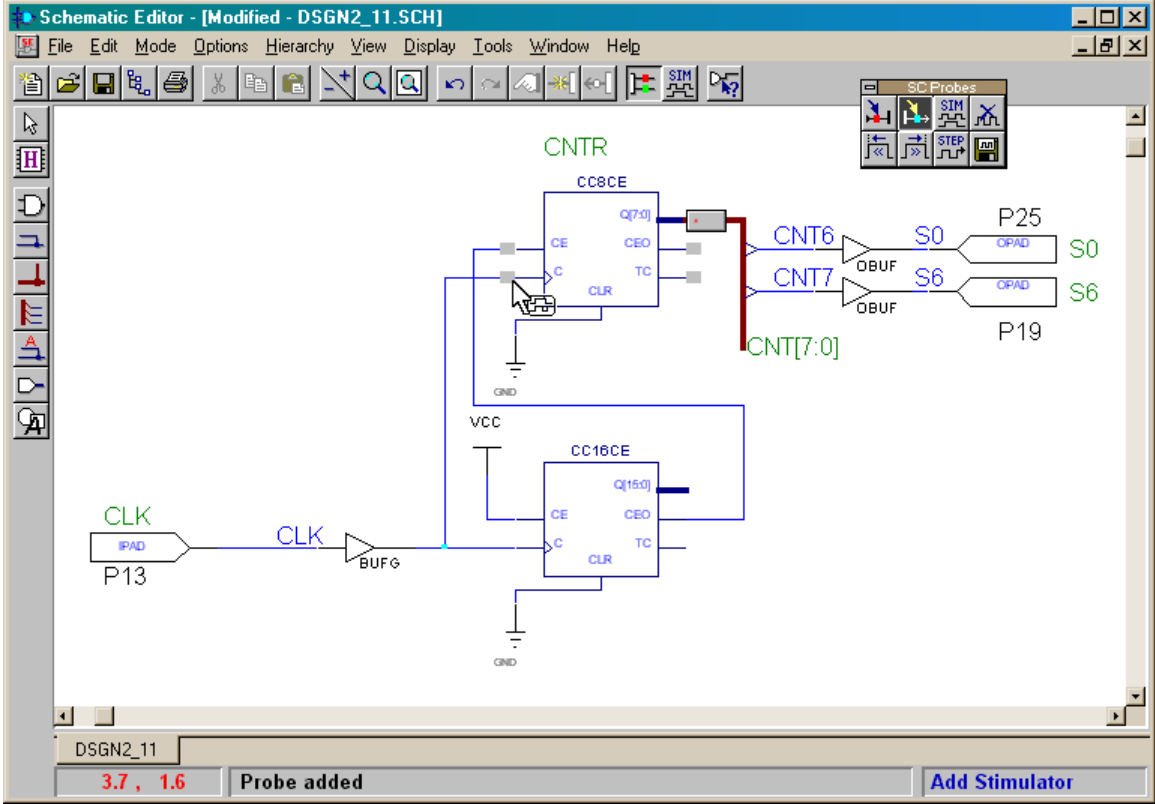 Schematic Editor - [Modified - DSGN2_11.SCH]
File Edit Mode Options Hierarchy View Display Tools Window Help
SIM
SC Probes
SIM
STEP
H
A
A
CNTR
CC8CE
Q[7:0]
CE CEO
C TC
CLR
GND
CNT6 S0 P25
OBUF OPAD S0
CNT7 S6
OBUF OPAD S6
P19
CNT[7:0]
VCC
CC16CE
Q[15:0]
CE CEO
C TC
CLR
GND
CLK
IPAD CLK
P13 BUFG
DSGN2_11
3.7 , 1.6 Probe added Add Stimulator